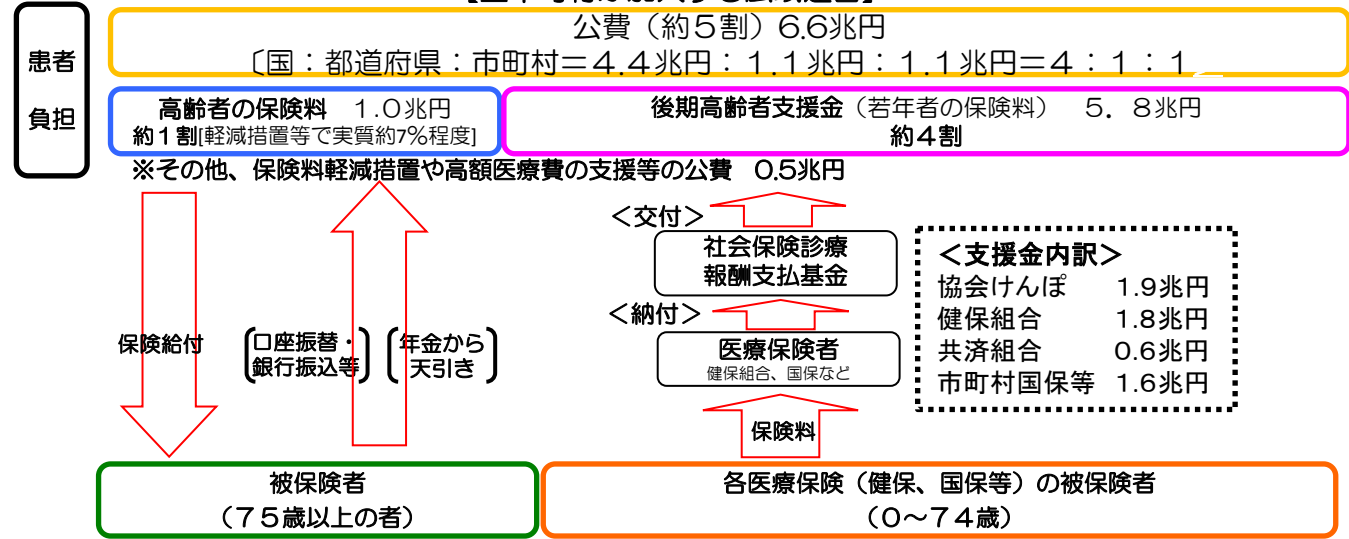 患者
負担
公費（約５割）6.6兆円
〔国：都道府県：市町村＝４.４兆円：１.１兆円：１.１兆円＝４：１：１
高齢者の保険料　１.０兆円
約１割[軽減措置等で実質約7％程度]
後期高齢者支援金（若年者の保険料）　５．８兆円
約４割
※その他、保険料軽減措置や高額医療費の支援等の公費　0.5兆円
＜交付＞
社会保険診療
報酬支払基金
＜納付＞
医療保険者
健保組合、国保など
保険料
＜支援金内訳＞
協会けんぽ　1.9兆円
健保組合　1.8兆円
共済組合　0.6兆円
市町村国保等　1.6兆円
保険給付
口座振替・
銀行振込等
年金から
天引き
被保険者
（７５歳以上の者）
各医療保険（健保、国保等）の被保険者
（０～７４歳）